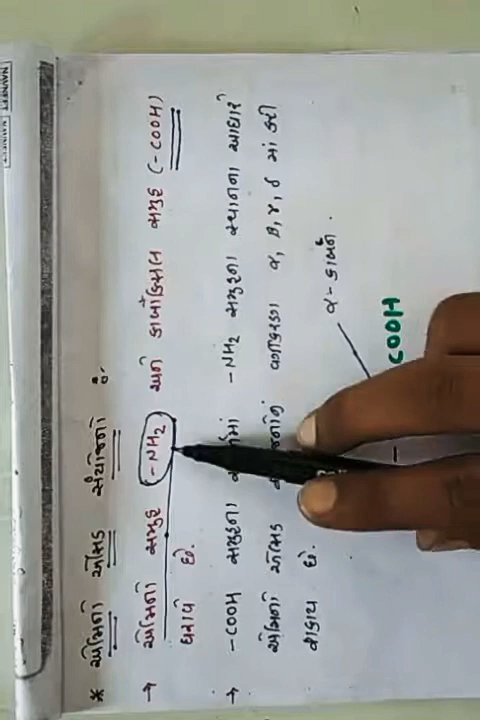 * એમિનો એસિડ સંયોજનો છે.
→ એમિનો સમૂહ (-NH₂) અને કાર્બોક્સિલ સમૂહ (-COOH)
ધરાવે છે.
→ -COOH સમૂહના -NH₂ સમૂહના સ્થાનના આધારે
એમિનો એસિડ વર્ગીકરણ α, β, γ, δ માં કરી
શકાય છે.
α- કાર્બન.
COOH
NAVNEET